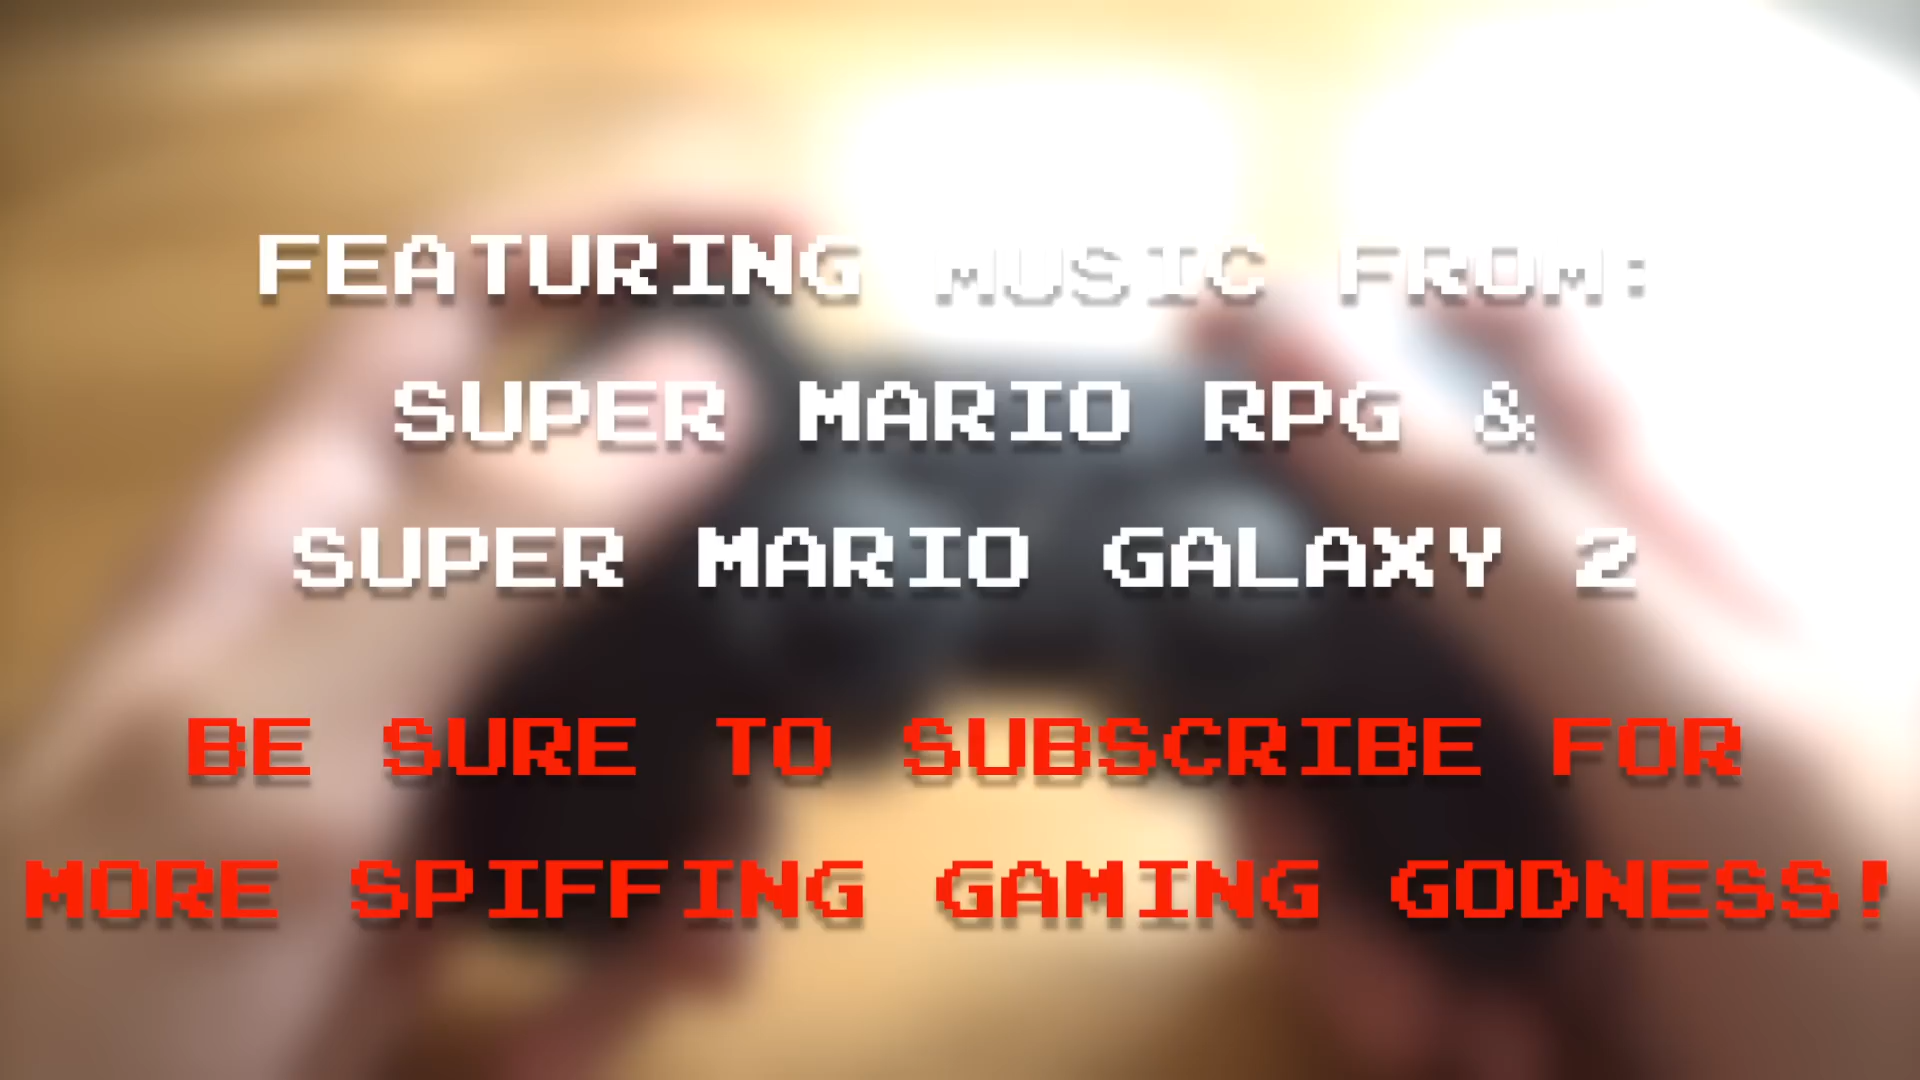 FEATURING MUSIC FROM:
SUPER MARIO RPG &
SUPER MARIO GALAXY 2
BE SURE TO SUBSCRIBE FOR
MORE SPIFFING GAMING GODNESS!